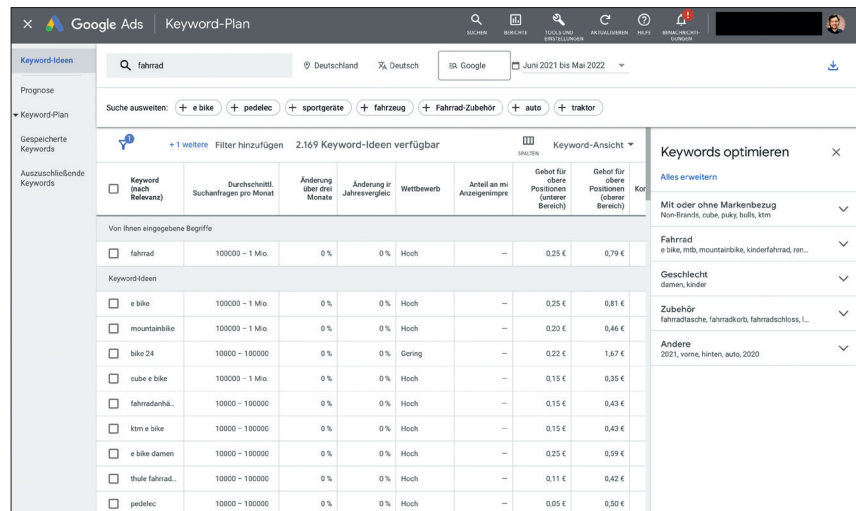 Google Ads | Keyword-Plan
SUCHEN
BERICHTE
TOOLS UND EINSTELLUNGEN
AKTUALISIEREN
HILFE
BENACHRICHTI-GUNGEN
Keyword-Ideen
Prognose
Keyword-Plan
Gespeicherte Keywords
Auszuschließende Keywords
fahrrad
Deutschland
Deutsch
Google
Juni 2021 bis Mai 2022
Suche ausweiten: + e bike + pedelec + sportgeräte + fahrzeug + Fahrrad-Zubehör + auto + traktor
1
+ 1 weitere Filter hinzufügen 2.169 Keyword-Ideen verfügbar
SPALTEN
Keyword-Ansicht
Keyword (nach Relevanz)
Durchschnittl. Suchanfragen pro Monat
Änderung über drei Monate
Änderung ir Jahresvergleic
Wettbewerb
Anteil an mi Anzeigenimpre
Gebot für obere Positionen (unterer Bereich)
Gebot für obere Positionen (oberer Bereich)
Kor
Von Ihnen eingegebene Begriffe
fahrrad 100000 – 1 Mio. 0 % 0 % Hoch – 0,25 € 0,79 €
Keyword-Ideen
e bike 100000 – 1 Mio. 0 % 0 % Hoch – 0,25 € 0,81 €
mountainbike 100000 – 1 Mio. 0 % 0 % Hoch – 0,20 € 0,46 €
bike 24 10000 – 100000 0 % 0 % Gering – 0,22 € 1,67 €
cube e bike 100000 – 1 Mio. 0 % 0 % Hoch – 0,15 € 0,35 €
fahrradanhä... 10000 – 100000 0 % 0 % Hoch – 0,15 € 0,43 €
ktm e bike 10000 – 100000 0 % 0 % Hoch – 0,15 € 0,43 €
e bike damen 10000 – 100000 0 % 0 % Hoch – 0,25 € 0,59 €
thule fahrrad... 10000 – 100000 0 % 0 % Hoch – 0,11 € 0,42 €
pedelec 10000 – 100000 0 % 0 % Hoch – 0,05 € 0,50 €
Keywords optimieren
Alles erweitern
Mit oder ohne Markenbezug
Non-Brands, cube, puky, bulls, ktm
Fahrrad
e bike, mtb, mountainbike, kinderfahrrad, ren...
Geschlecht
damen, kinder
Zubehör
fahrradtasche, fahrradkorb, fahrradschloss, l...
Andere
2021, vorne, hinten, auto, 2020